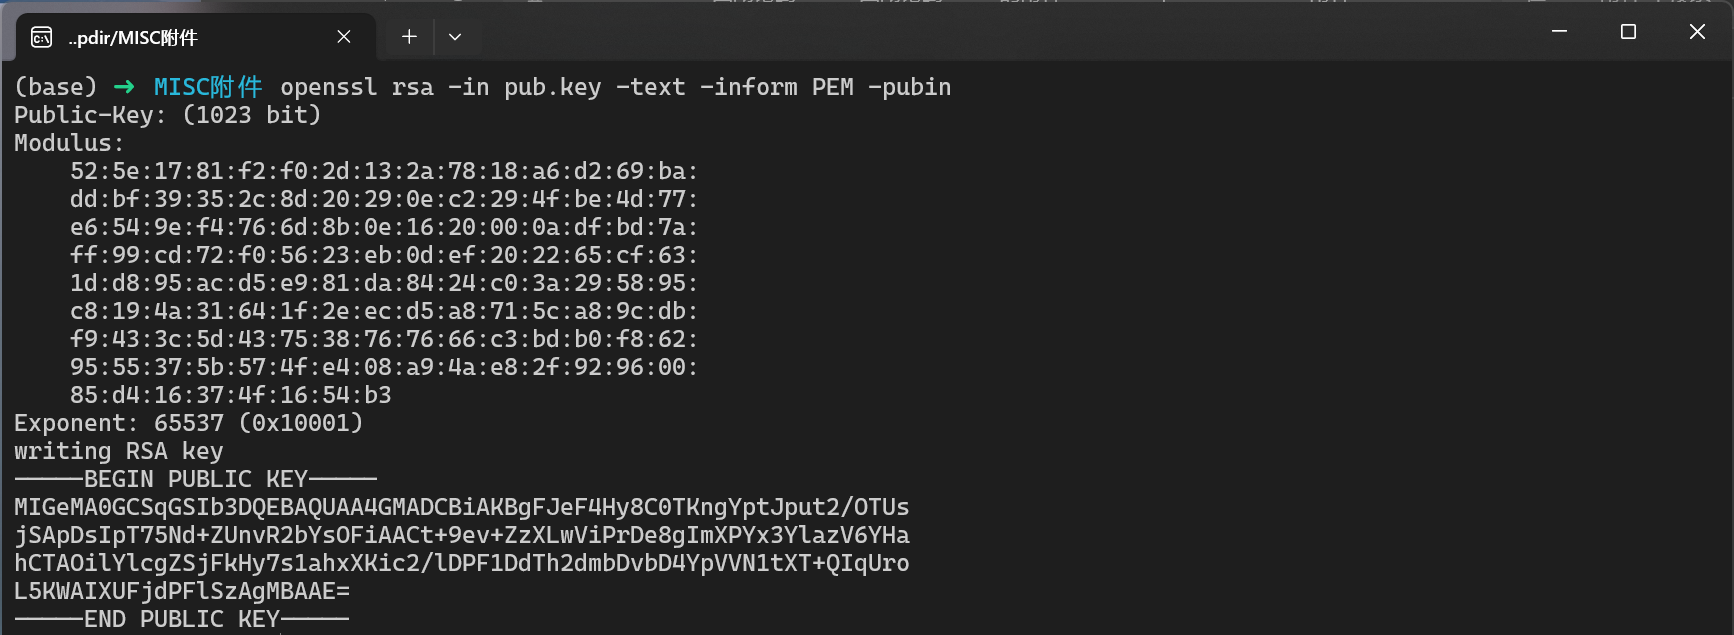 ..pdir/MISC附件
(base) ➜ MISC附件 openssl rsa -in pub.key -text -inform PEM -pubin
Public-Key: (1023 bit)
Modulus:
52:5e:17:81:f2:f0:2d:13:2a:78:18:a6:d2:69:ba:
dd:bf:39:35:2c:8d:20:29:0e:c2:29:4f:be:4d:77:
e6:54:9e:f4:76:6d:8b:0e:16:20:00:0a:df:bd:7a:
ff:99:cd:72:f0:56:23:eb:0d:ef:20:22:65:cf:63:
1d:d8:95:ac:d5:e9:81:da:84:24:c0:3a:29:58:95:
c8:19:4a:31:64:1f:2e:ec:d5:a8:71:5c:a8:9c:db:
f9:43:3c:5d:43:75:38:76:76:66:c3:bd:b0:f8:62:
95:55:37:5b:57:4f:e4:08:a9:4a:e8:2f:92:96:00:
85:d4:16:37:4f:16:54:b3
Exponent: 65537 (0x10001)
writing RSA key
-----BEGIN PUBLIC KEY-----
MIGeMA0GCSqGSIb3DQEBAQUAA4GMADCBiAKBgFJeF4Hy8C0TKngYptJput2/OTUs
jSApDsIpT75Nd+ZUnvR2bYsOFiAACt+9ev+ZzXLwViPrDe8gImXPYx3YlazV6YHa
hCTAOilYlcgZSjFkHy7s1ahxXKic2/lDPF1DdTh2dmbDvbD4YpVVN1tXT+QIqUro
L5KWAIXUFjdPFlSzAgMBAAE=
-----END PUBLIC KEY-----